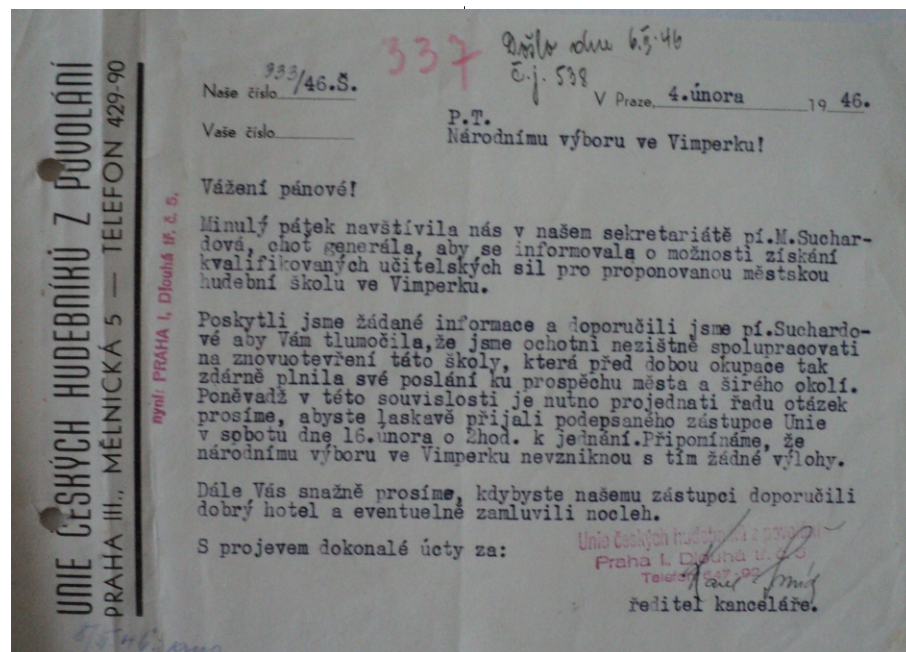 UNIE ČESKÝCH HUDEBNÍKŮ Z POVOLÁNÍ
PRAHA III., MĚLNICKÁ 5 — TELEFON 429-90
nyní: PRAHA I, Dlouhá tř. č. 5.
337
Došlo dne 6.II.46
č.j. 538
Naše číslo 333/46.Š.
V Praze, 4.února 19 46.
Vaše číslo
P.T.
Národnímu výboru ve Vimperku!
Vážení pánové!
Minulý pátek navštívila nás v našem sekretariátě pí.M.Suchar-
dová, choť generála, aby se informovala o možnosti získání
kvalifikovaných učitelských sil pro proponovanou městskou
hudební školu ve Vimperku.
Poskytli jsme žádané informace a doporučili jsme pí.Suchardo-
vé aby Vám tlumočila,že jsme ochotni nezištně spolupracovati
na znovuotevření táto školy, která před dobou okupace tak
zdárně plnila své poslání ku prospěchu města a širého okolí.
Poněvadž v této souvislosti je nutno projednati řadu otázek
prosíme, abyste laskavě přijali podepsaného zástupce Unie
v sobotu dne 16.února o 2hod. k jednání.Připomínáme, že
národnímu výboru ve Vimperku nevzniknou s tím žádné výlohy.
Dále Vás snažně prosíme, kdybyste našemu zástupci doporučili
dobrý hotel a eventuelně zamluvili nocleh.
S projevem dokonalé úcty za:
Unie českých hudebníků z povolání
Praha I, Dlouhá tř. č. 5
Telefon 647-90
ředitel kanceláře.